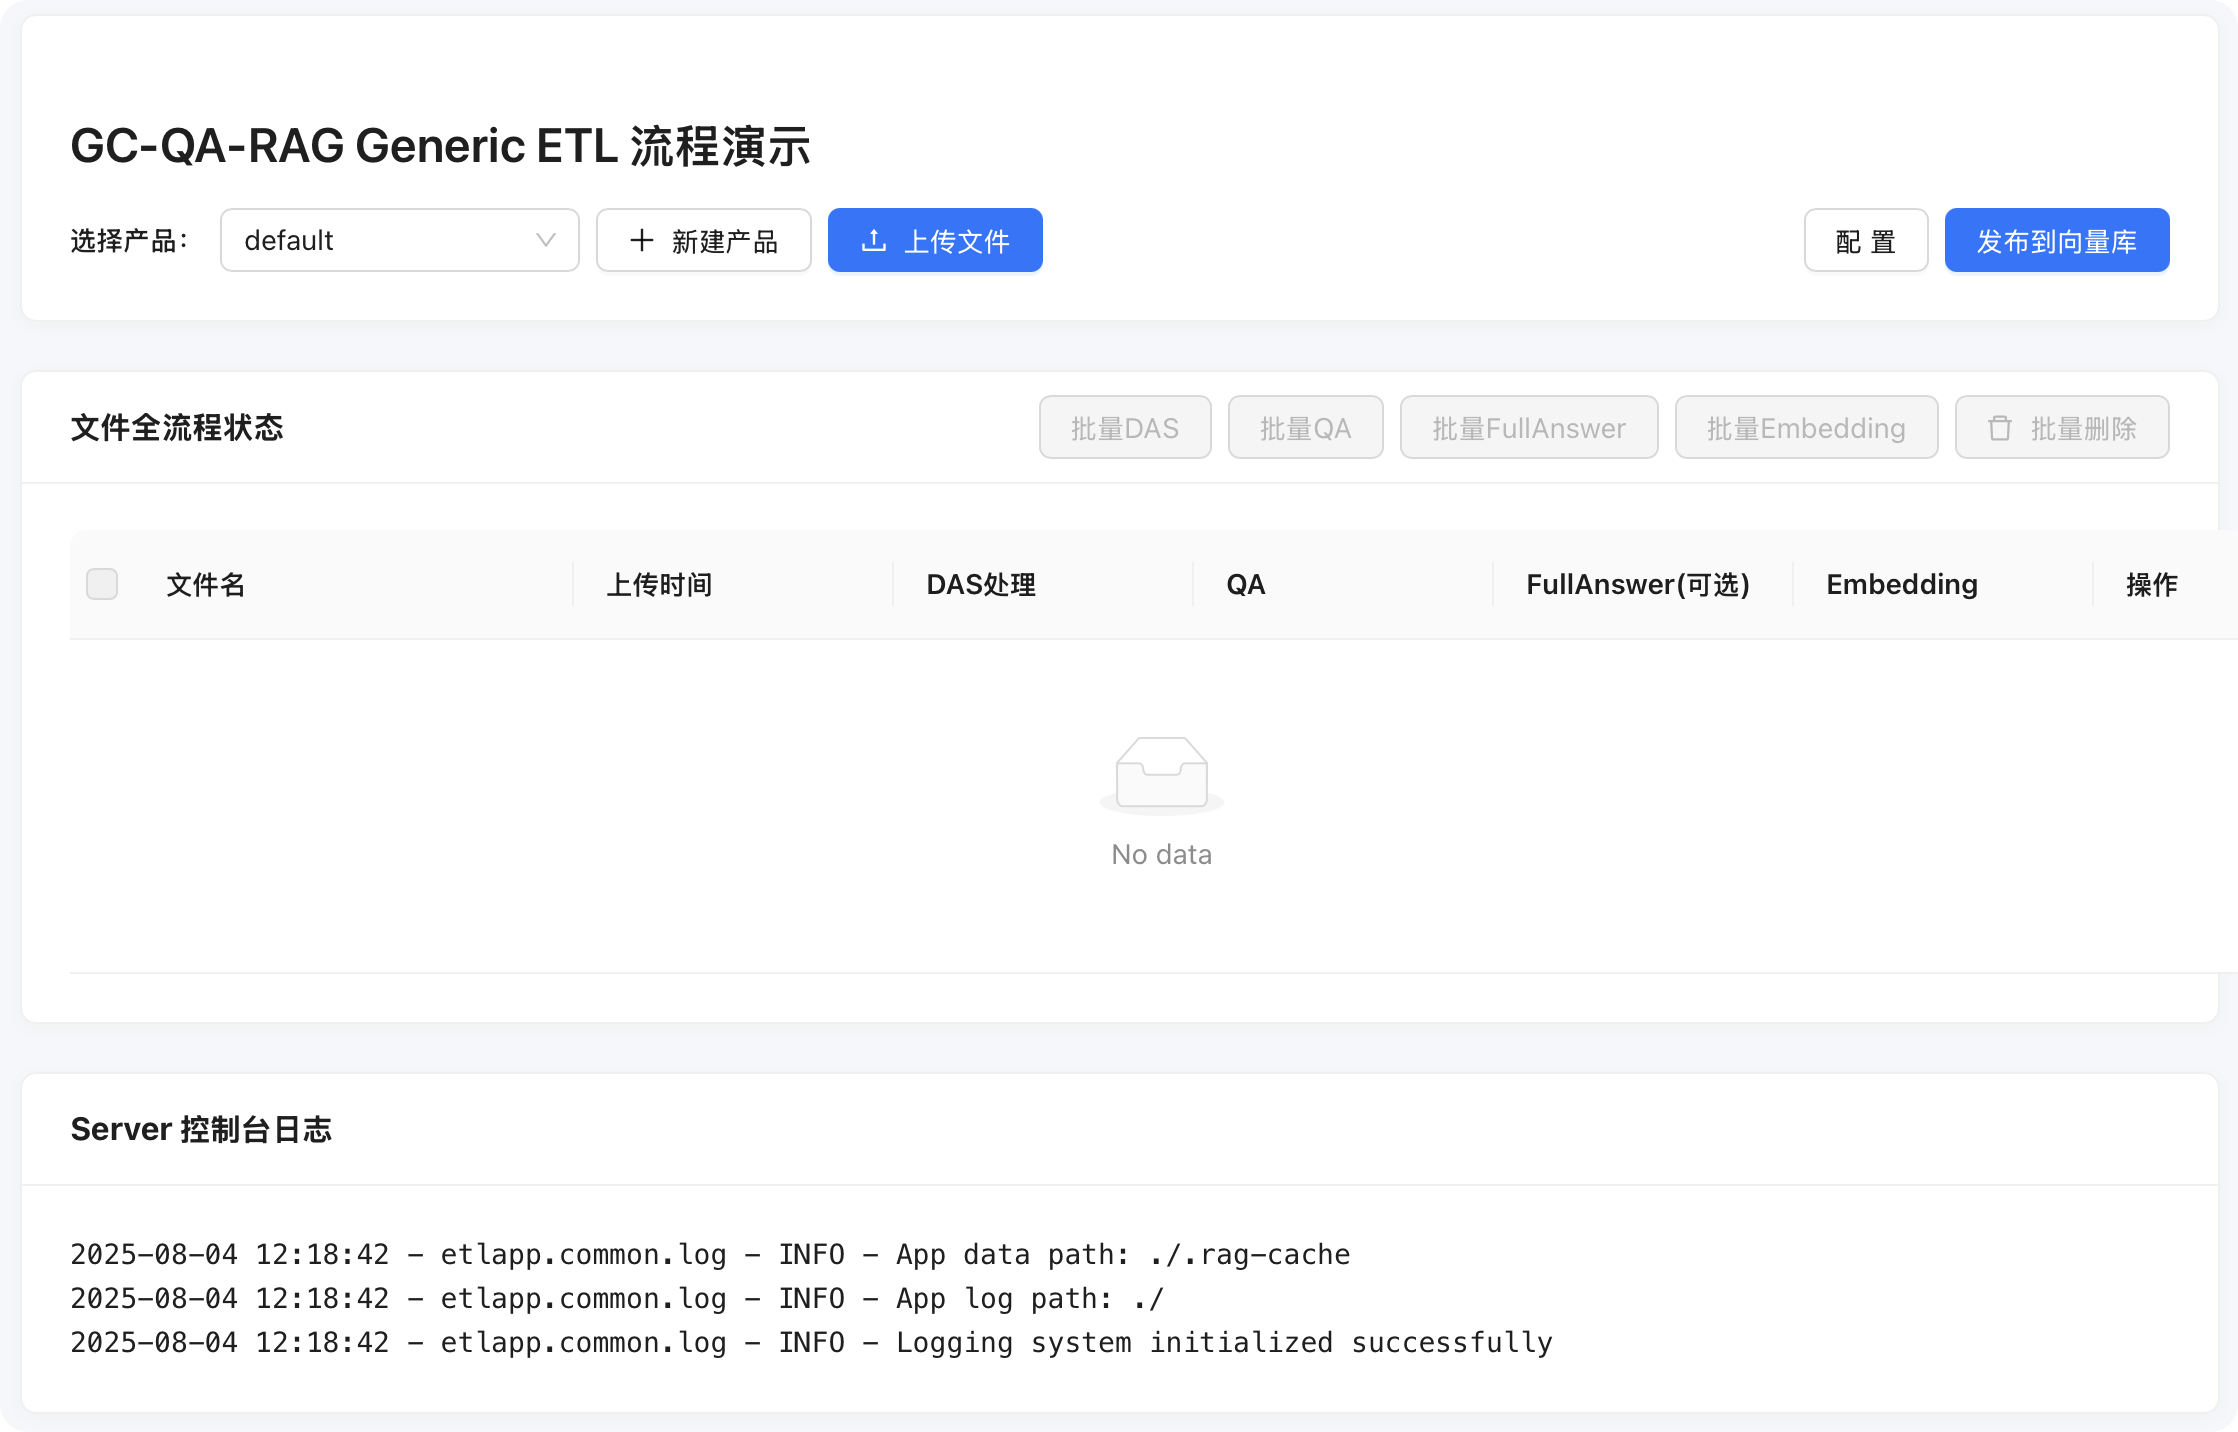 GC-QA-RAG Generic ETL 流程演示
选择产品： default 新建产品 上传文件 配 置 发布到向量库
文件全流程状态 批量DAS 批量QA 批量FullAnswer 批量Embedding 批量删除
文件名 上传时间 DAS处理 QA FullAnswer(可选) Embedding 操作
No data
Server 控制台日志
2025-08-04 12:18:42 - etlapp.common.log - INFO - App data path: ./.rag-cache
2025-08-04 12:18:42 - etlapp.common.log - INFO - App log path: ./
2025-08-04 12:18:42 - etlapp.common.log - INFO - Logging system initialized successfully